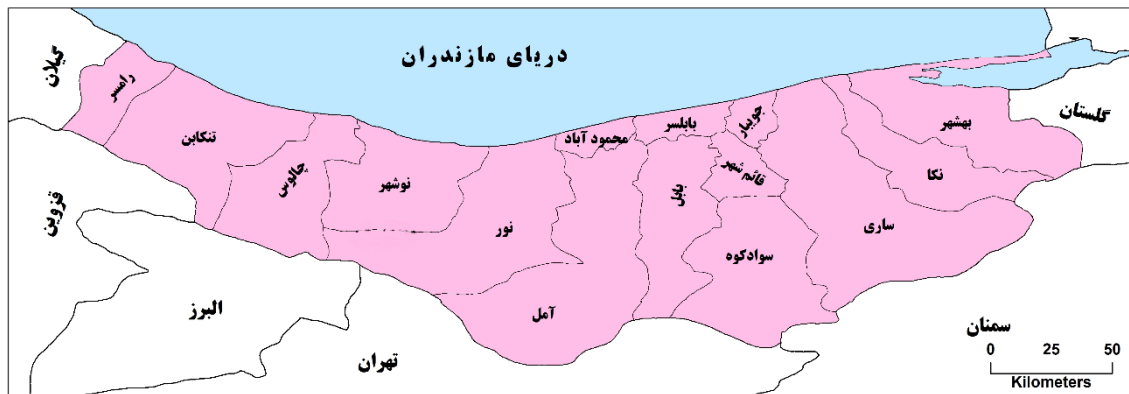 دریای مازندران
گیلان
رامسر
تنکابن
چالوس
نوشهر
نور
محمود آباد
آمل
بابلسر
بابل
جویبار
قائم شهر
سوادکوه
ساری
نکا
بهشهر
گلستان
قزوین
البرز
تهران
سمنان
0 25 50
Kilometers